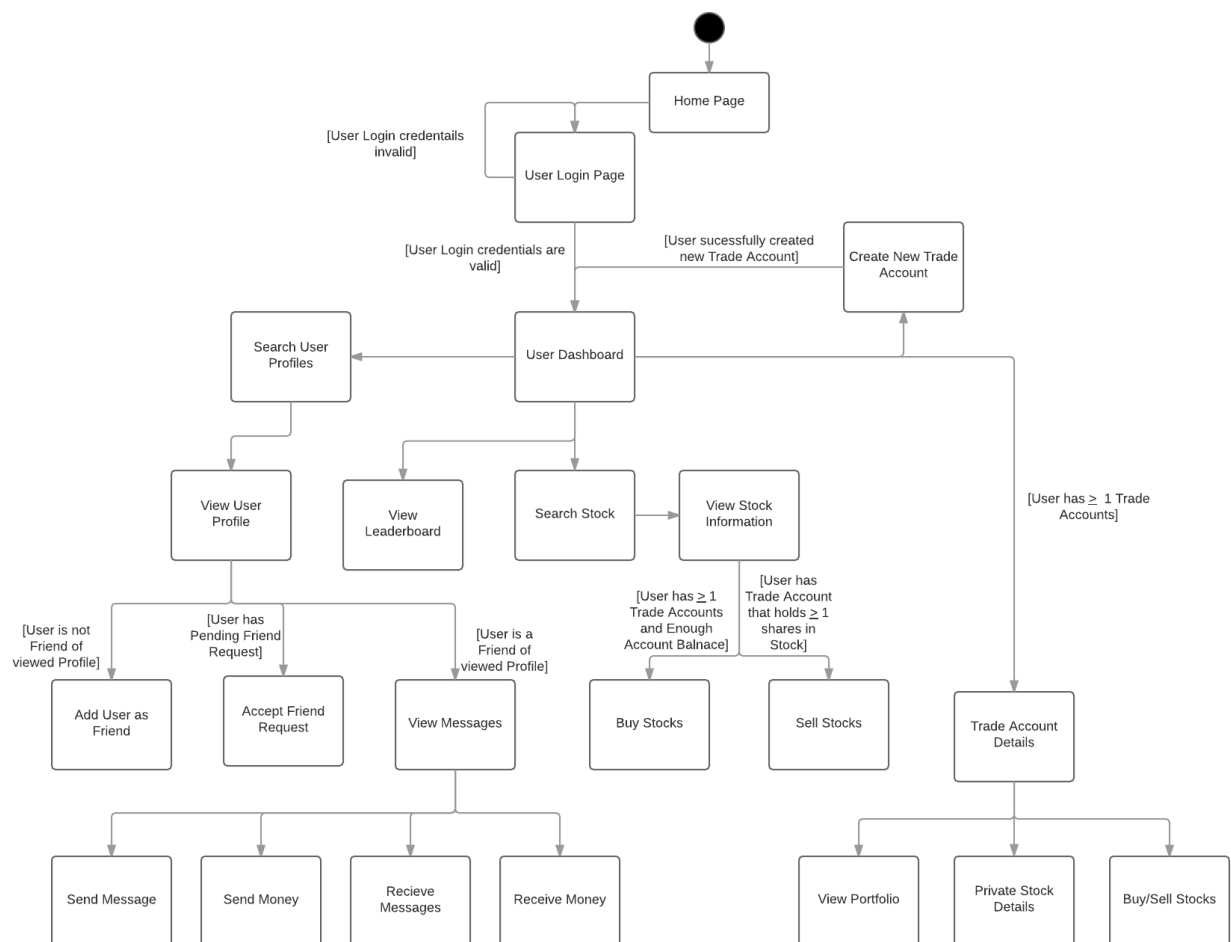 Home Page
[User Login credentails
invalid]
User Login Page
[User Login credentials are
valid]
[User sucessfully created
new Trade Account]
Create New Trade
Account
Search User
Profiles
User Dashboard
View User
Profile
View
Leaderboard
Search Stock
View Stock
Information
[User has ≥ 1 Trade
Accounts]
[User is not
Friend of
viewed Profile]
[User has
Pending Friend
Request]
[User is a
Friend of
viewed Profile]
[User has ≥ 1
Trade Accounts
and Enough
Account Balnace]
[User has
Trade Account
that holds ≥ 1
shares in
Stock]
Add User as
Friend
Accept Friend
Request
View Messages
Buy Stocks
Sell Stocks
Trade Account
Details
Send Message
Send Money
Recieve
Messages
Receive Money
View Portfolio
Private Stock
Details
Buy/Sell Stocks